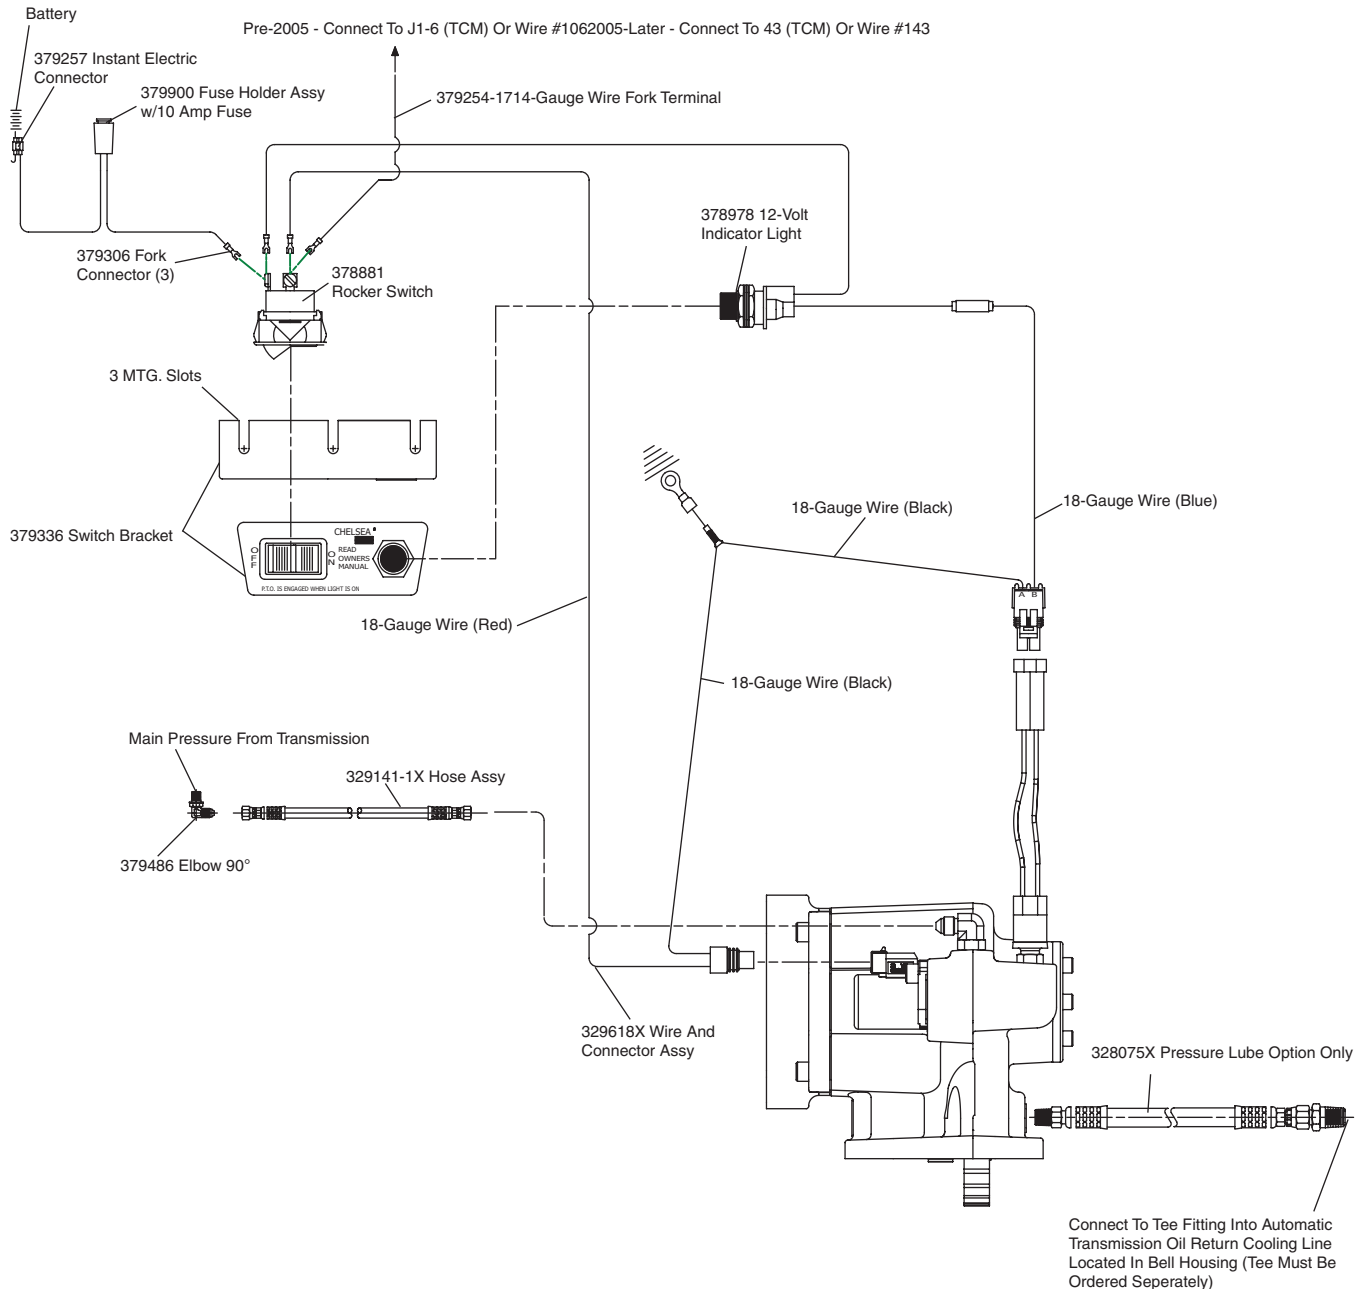 Battery
Pre-2005 - Connect To J1-6 (TCM) Or Wire #1062005-Later - Connect To 43 (TCM) Or Wire #143
379257 Instant Electric
Connector
379900 Fuse Holder Assy
w/10 Amp Fuse
379254-1714-Gauge Wire Fork Terminal
378978 12-Volt
Indicator Light
379306 Fork
Connector (3)
378881
Rocker Switch
3 MTG. Slots
18-Gauge Wire (Black)
18-Gauge Wire (Blue)
379336 Switch Bracket
CHELSEA
OFF
ON
READ
OWNERS
MANUAL
P.T.O. IS ENGAGED WHEN LIGHT IS ON
A B
18-Gauge Wire (Red)
18-Gauge Wire (Black)
Main Pressure From Transmission
329141-1X Hose Assy
379486 Elbow 90°
329618X Wire And
Connector Assy
328075X Pressure Lube Option Only
Connect To Tee Fitting Into Automatic
Transmission Oil Return Cooling Line
Located In Bell Housing (Tee Must Be
Ordered Seperately)